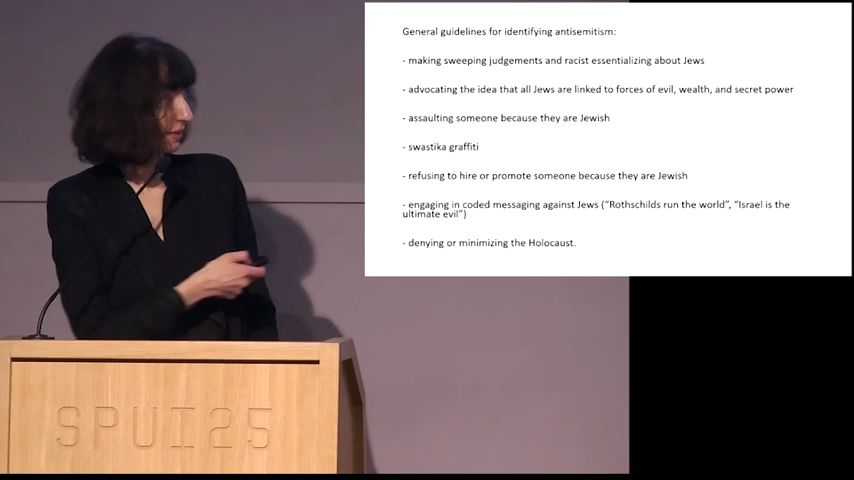 General guidelines for identifying antisemitism:
- making sweeping judgements and racist essentializing about Jews
- advocating the idea that all Jews are linked to forces of evil, wealth, and secret power
- assaulting someone because they are Jewish
- swastika graffiti
- refusing to hire or promote someone because they are Jewish
- engaging in coded messaging against Jews (“Rothschilds run the world”, “Israel is the
ultimate evil”)
- denying or minimizing the Holocaust.
SPUI25